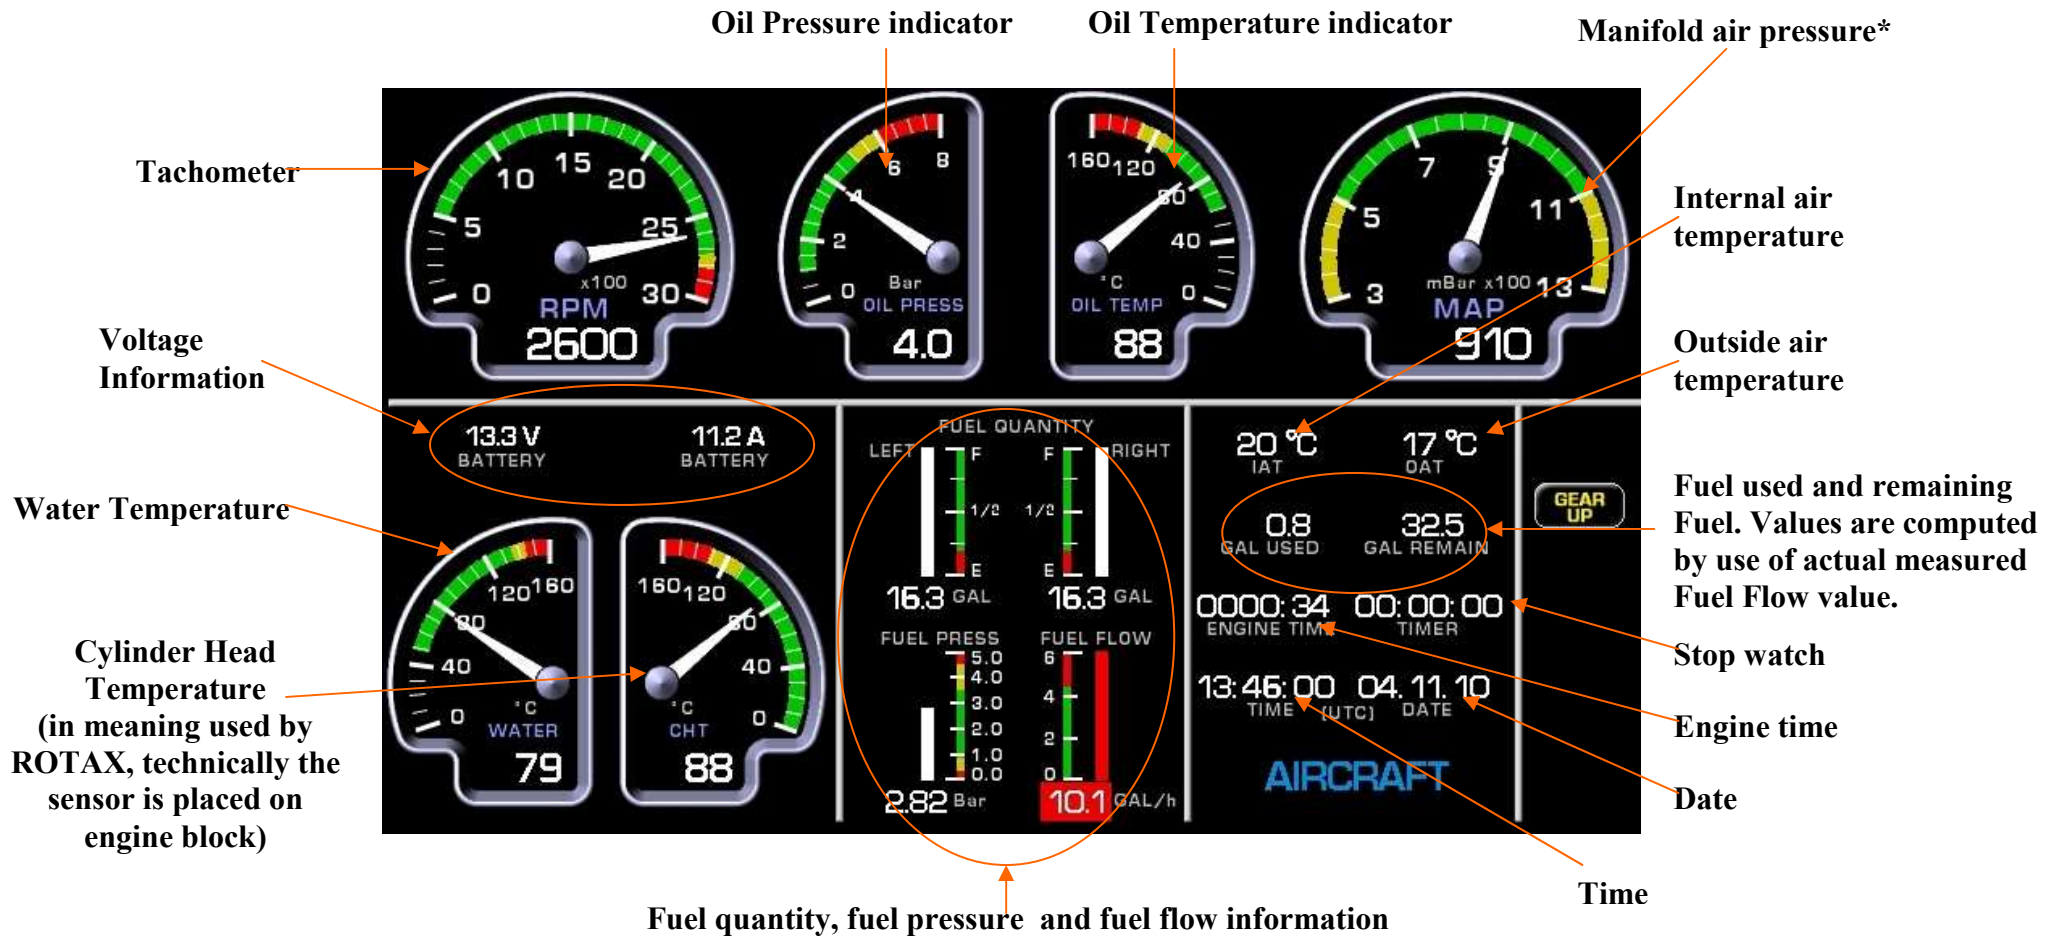 Oil Pressure indicator
Oil Temperature indicator
Manifold air pressure*
Tachometer
Voltage
Information
Water Temperature
Cylinder Head
Temperature
(in meaning used by
ROTAX, technically the
sensor is placed on
engine block)
0
5
10
15
20
25
30
x100
RPM
2600
0
2
4
6
8
Bar
OIL PRESS
4.0
160
120
80
40
0
°C
OIL TEMP
88
3
5
7
9
11
13
mBar x100
MAP
910
13.3 V
BATTERY
11.2 A
BATTERY
0
40
80
120
160
°C
WATER
79
160
120
80
40
0
°C
CHT
88
FUEL QUANTITY
LEFT
F
1/2
E
16.3 GAL
RIGHT
F
1/2
E
16.3 GAL
FUEL PRESS
5.0
4.0
3.0
2.0
1.0
0.0
2.82 Bar
FUEL FLOW
6
4
2
0
10.1 GAL/h
20 °C
IAT
17 °C
OAT
0.8
GAL USED
32.5
GAL REMAIN
0000:34
ENGINE TIME
00:00:00
TIMER
13:46:00
TIME
[UTC]
04.11.10
DATE
AIRCRAFT
GEAR
UP
Internal air
temperature
Outside air
temperature
Fuel used and remaining
Fuel. Values are computed
by use of actual measured
Fuel Flow value.
Stop watch
Engine time
Date
Time
Fuel quantity, fuel pressure and fuel flow information